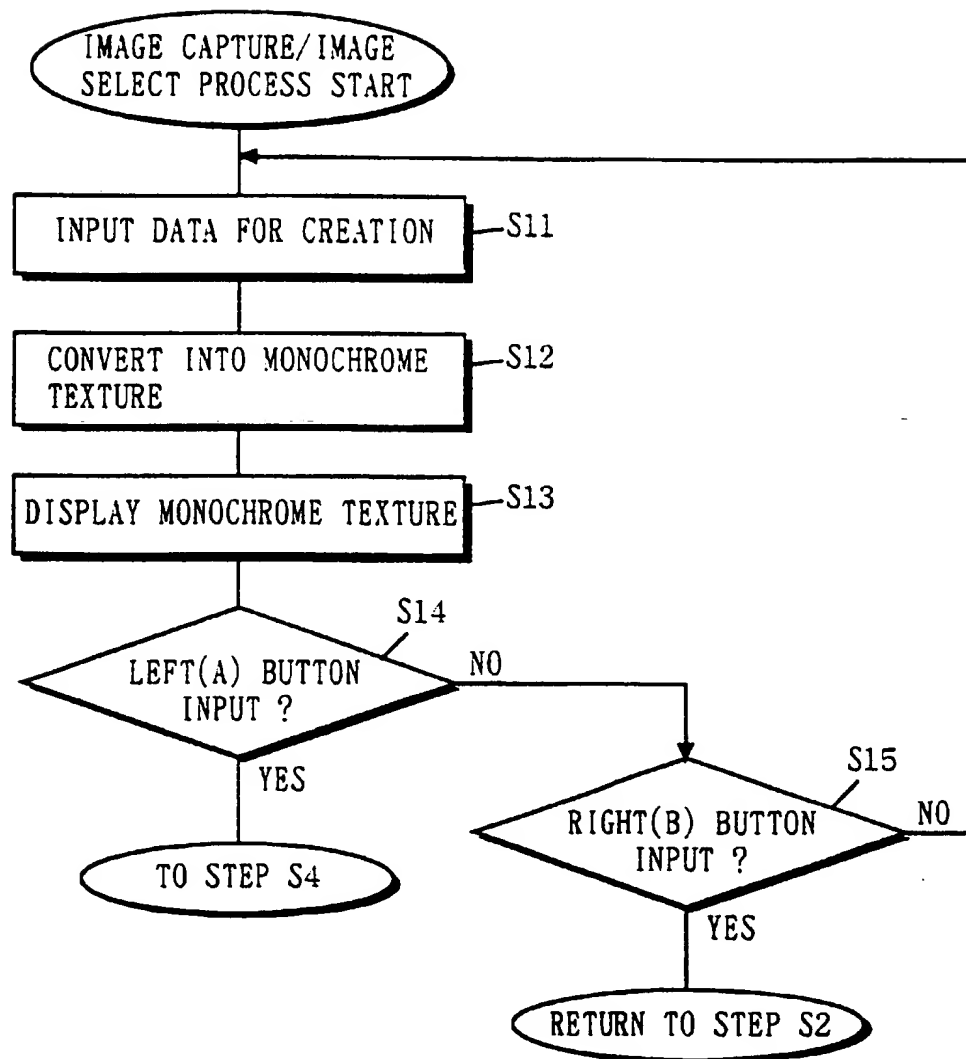 IMAGE CAPTURE/IMAGE
SELECT PROCESS START
INPUT DATA FOR CREATION
S11
CONVERT INTO MONOCHROME
TEXTURE
S12
DISPLAY MONOCHROME TEXTURE
S13
S14
LEFT(A) BUTTON
INPUT ?
NO
YES
TO STEP S4
S15
RIGHT(B) BUTTON
INPUT ?
NO
YES
RETURN TO STEP S2